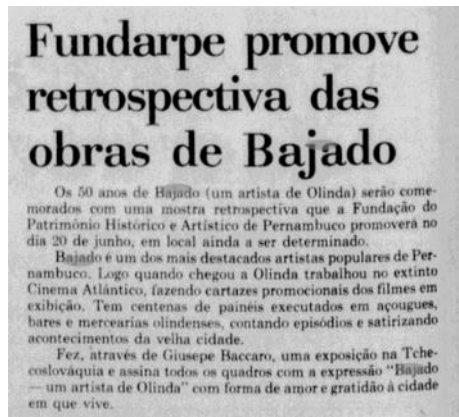 Fundarpe promove
retrospectiva das
obras de Bajado
Os 50 anos de Bajado (um artista de Olinda) serão come-
morados com uma mostra retrospectiva que a Fundação do
Patrimônio Histórico e Artístico de Pernambuco promoverá no
dia 20 de junho, em local ainda a ser determinado.
Bajado é um dos mais destacados artistas populares de Per-
nambuco. Logo quando chegou a Olinda trabalhou no extinto
Cinema Atlântico, fazendo cartazes promocionais dos filmes em
exibição. Tem centenas de painéis executados em açougues,
bares e mercearias olindenses, contando episódios e satirizando
acontecimentos da velha cidade.
Fez, através de Giusepe Baccaro, uma exposição na Tche-
coslováquia e assina todos os quadros com a expressão "Bajado
— um artista de Olinda" com forma de amor e gratidão à cidade
em que vive.